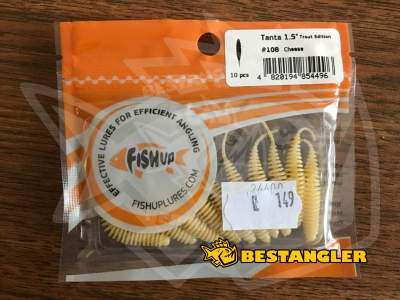 Tanta 1.5" Trout Edition
#108 Cheese
10 pcs
4 820194 854496
EFFECTIVE LURES FOR EFFICIENT ANGLING
FISHUP
FISHUPLURES.COM
149
BESTANGLER